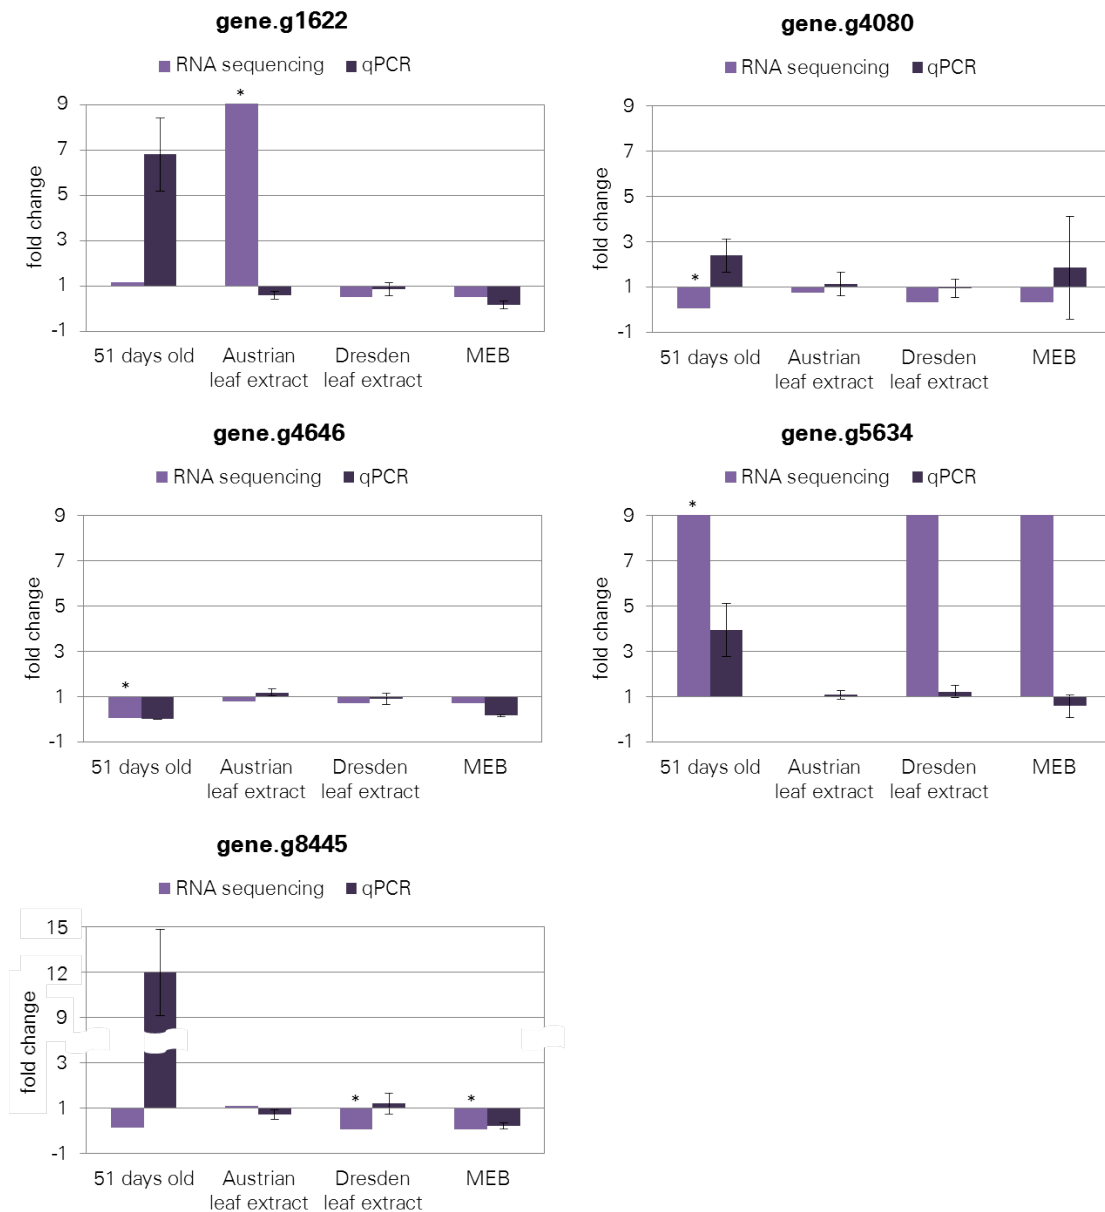 gene.g1622
RNA sequencing qPCR
fold change
9
7
5
3
1
-1
*
51 days old Austrian leaf extract Dresden leaf extract MEB
gene.g4080
RNA sequencing qPCR
fold change
9
7
5
3
1
-1
*
51 days old Austrian leaf extract Dresden leaf extract MEB
gene.g4646
RNA sequencing qPCR
fold change
9
7
5
3
1
-1
*
51 days old Austrian leaf extract Dresden leaf extract MEB
gene.g5634
RNA sequencing qPCR
fold change
9
7
5
3
1
-1
*
51 days old Austrian leaf extract Dresden leaf extract MEB
gene.g8445
RNA sequencing qPCR
fold change
15
12
9
3
1
-1
* *
51 days old Austrian leaf extract Dresden leaf extract MEB